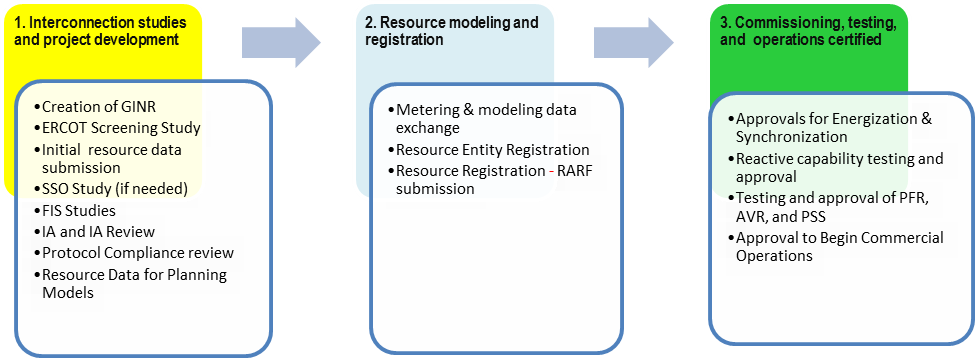 1. Interconnection studies
and project development
•Creation of GINR
•ERCOT Screening Study
•Initial resource data
submission
•SSO Study (if needed)
•FIS Studies
•IA and IA Review
•Protocol Compliance review
•Resource Data for Planning
Models
2. Resource modeling and
registration
•Metering & modeling data
exchange
•Resource Entity Registration
•Resource Registration - RARF
submission
3. Commissioning, testing,
and operations certified
•Approvals for Energization &
Synchronization
•Reactive capability testing and
approval
•Testing and approval of PFR,
AVR, and PSS
•Approval to Begin Commercial
Operations